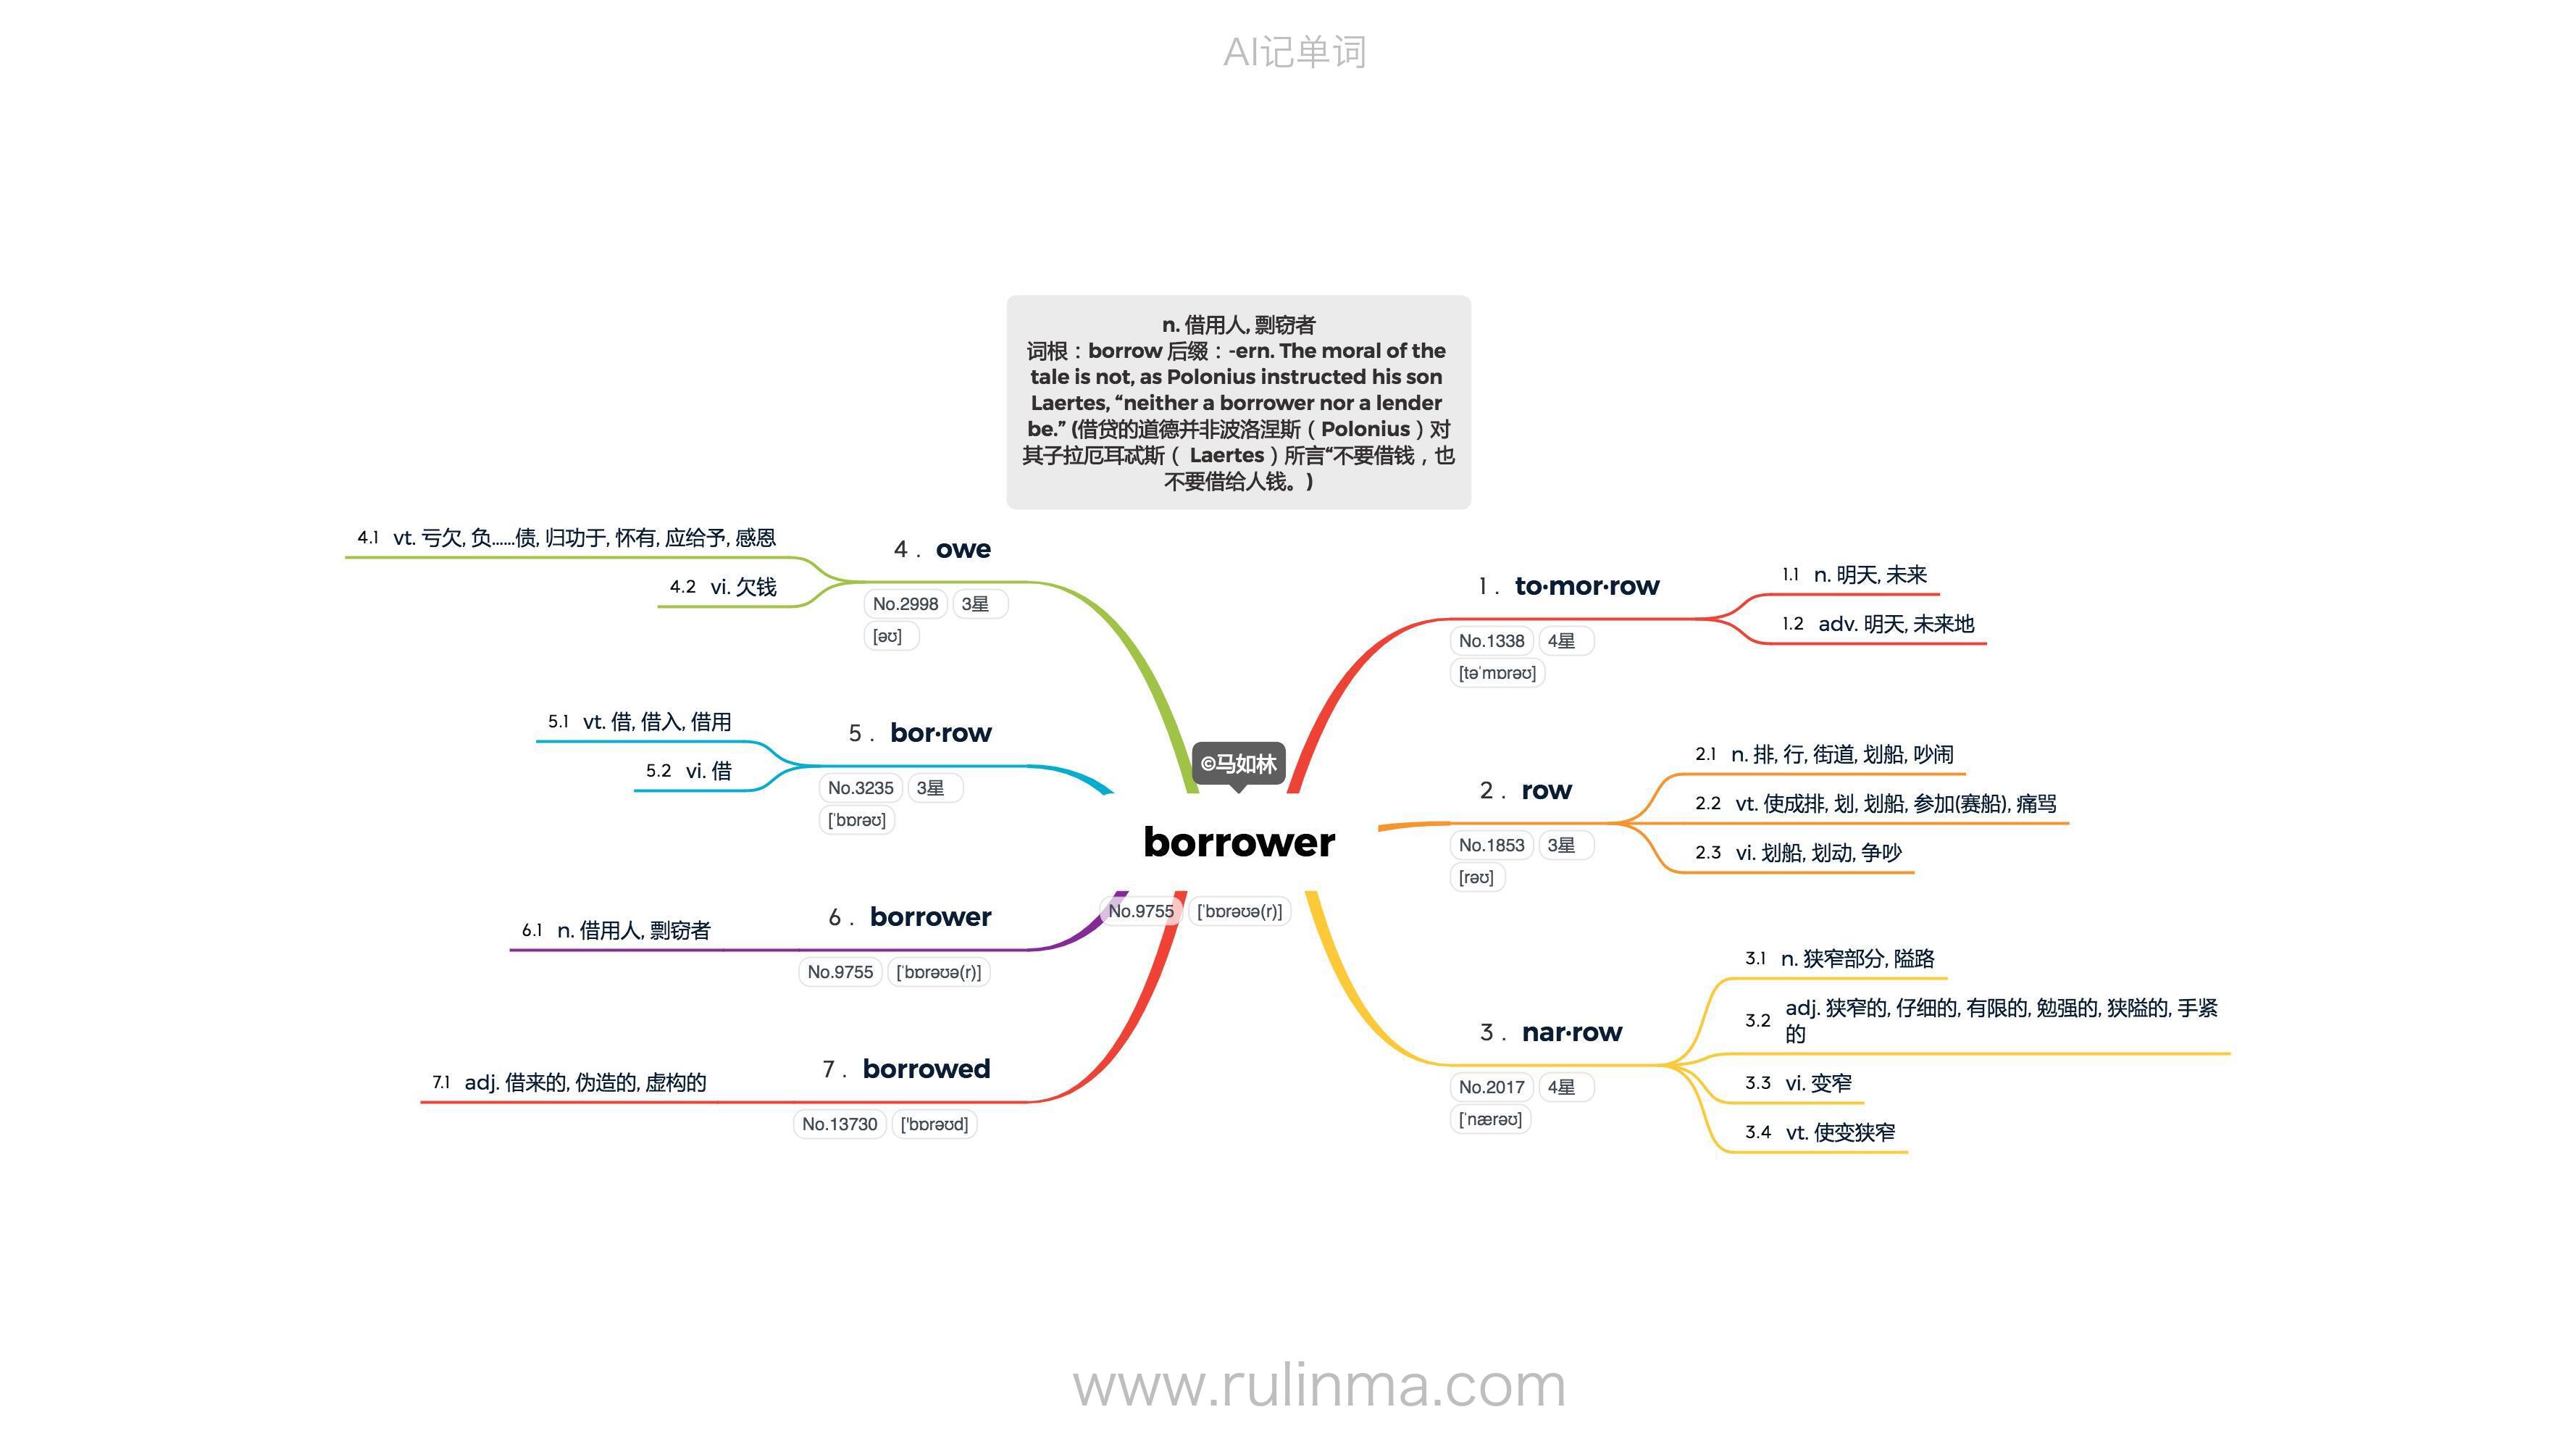 AI记单词
n. 借用人, 剽窃者
词根：borrow 后缀：-ern. The moral of the
tale is not, as Polonius instructed his son
Laertes, “neither a borrower nor a lender
be.” (借贷的道德并非波洛涅斯（Polonius）对
其子拉厄耳忒斯（ Laertes）所言“不要借钱，也
不要借给人钱。)
©马如林
borrower
No.9755 [ˈbɒrəʊə(r)]
1． to·mor·row
No.1338 4星
[təˈmɒrəʊ]
1.1 n. 明天, 未来
1.2 adv. 明天, 未来地
2． row
No.1853 3星
[rəʊ]
2.1 n. 排, 行, 街道, 划船, 吵闹
2.2 vt. 使成排, 划, 划船, 参加(赛船), 痛骂
2.3 vi. 划船, 划动, 争吵
3． nar·row
No.2017 4星
[ˈnærəʊ]
3.1 n. 狭窄部分, 隘路
3.2 adj. 狭窄的, 仔细的, 有限的, 勉强的, 狭隘的, 手紧
的
3.3 vi. 变窄
3.4 vt. 使变狭窄
4． owe
No.2998 3星
[əʊ]
4.1 vt. 亏欠, 负......债, 归功于, 怀有, 应给予, 感恩
4.2 vi. 欠钱
5． bor·row
No.3235 3星
[ˈbɒrəʊ]
5.1 vt. 借, 借入, 借用
5.2 vi. 借
6． borrower
No.9755 [ˈbɒrəʊə(r)]
6.1 n. 借用人, 剽窃者
7． borrowed
No.13730 ['bɒrəʊd]
7.1 adj. 借来的, 伪造的, 虚构的
www.rulinma.com